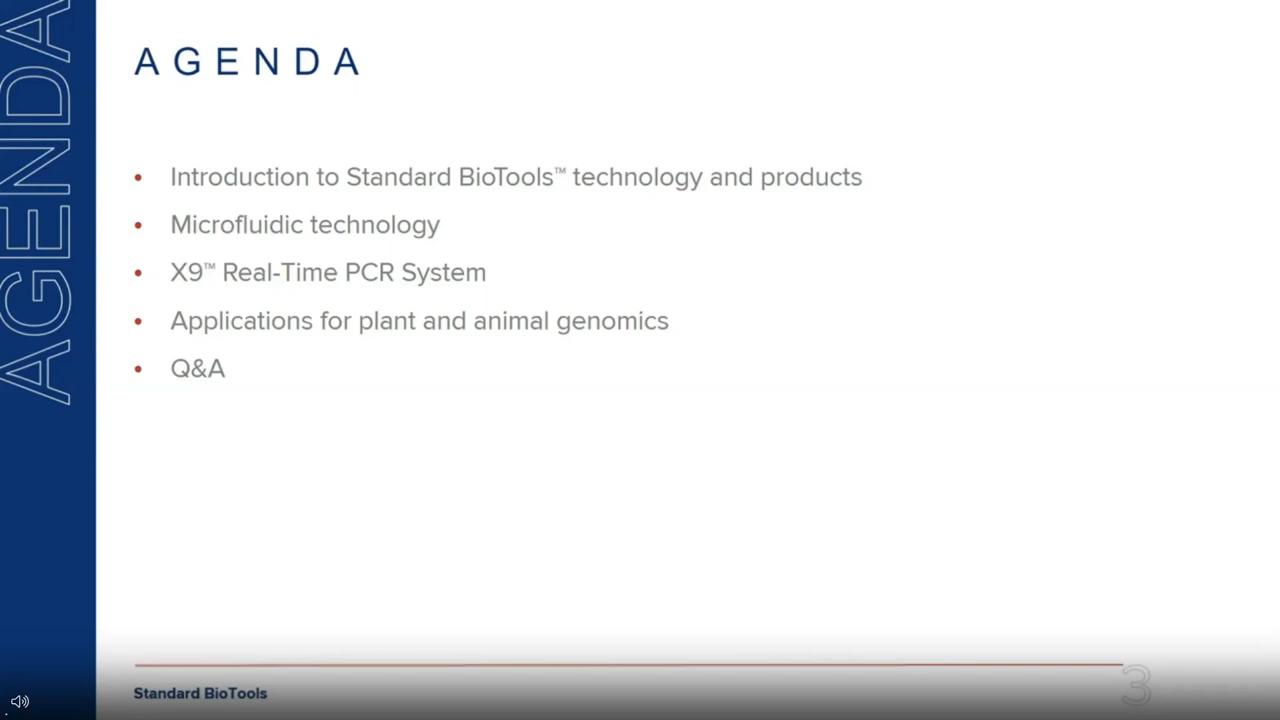 AGENDA
AGENDA
• Introduction to Standard BioTools™ technology and products
• Microfluidic technology
• X9™ Real-Time PCR System
• Applications for plant and animal genomics
• Q&A
Standard BioTools
3